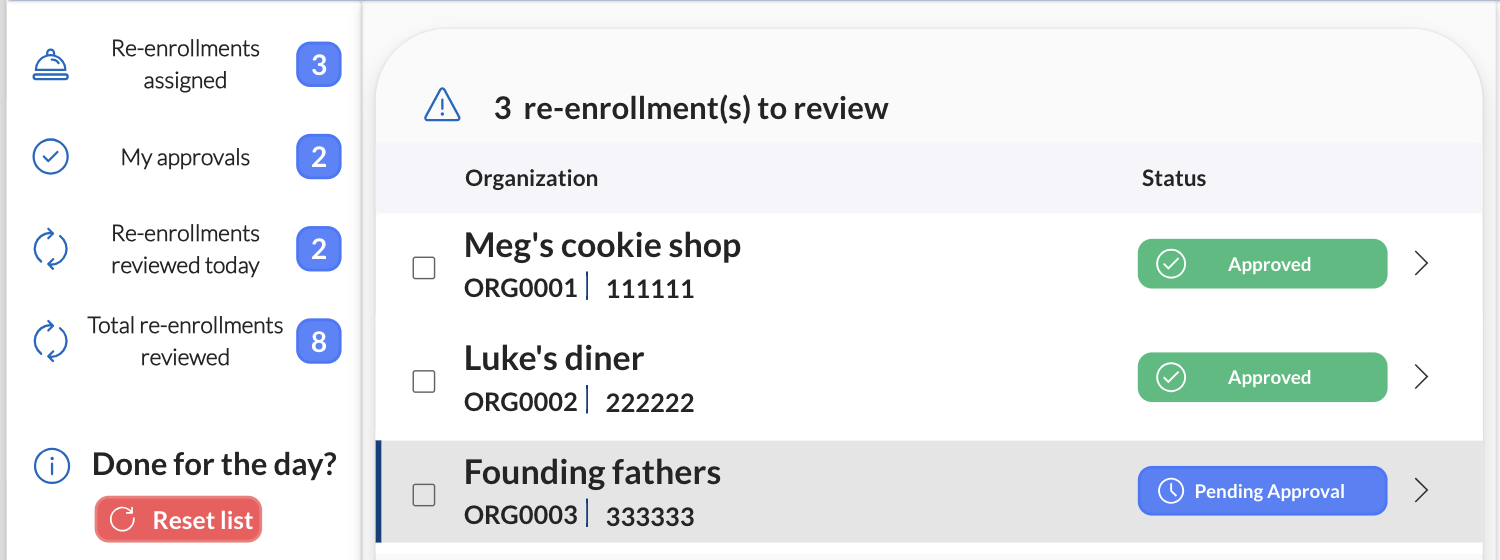 Re-enrollments
assigned
3
My approvals
2
Re-enrollments
reviewed today
2
Total re-enrollments
reviewed
8
Done for the day?
Reset list
3 re-enrollment(s) to review
Organization Status
Meg's cookie shop
ORG0001 111111
Approved
Luke's diner
ORG0002 222222
Approved
Founding fathers
ORG0003 333333
Pending Approval